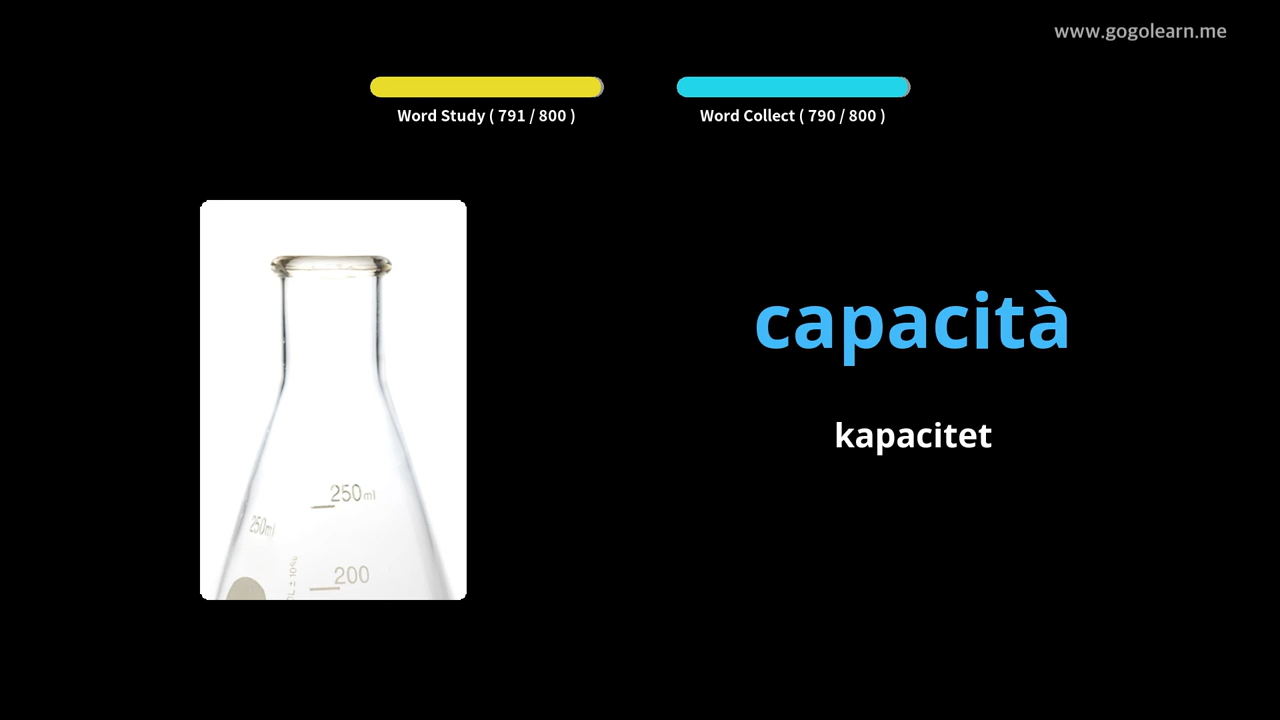 www.gogolearn.me
Word Study ( 791 / 800 )
Word Collect ( 790 / 800 )
capacità
kapacitet
250ml
250ml
200